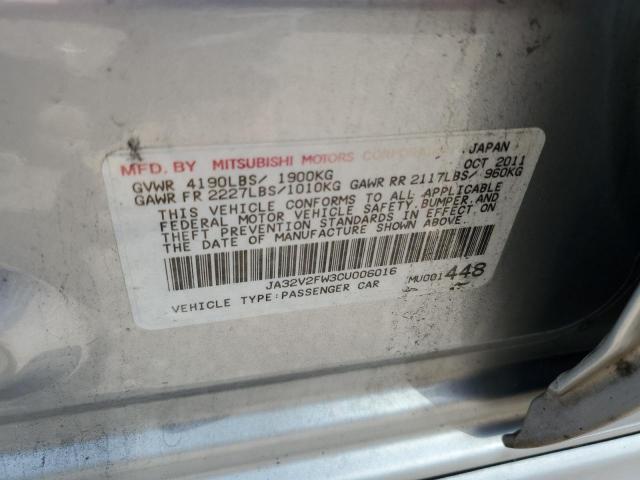 MFD. BY MITSUBISHI MOTORS CORPORATION JAPAN
GVWR 4190LBS/ 1900KG OCT 2011
GAWR FR 2227LBS/1010KG GAWR RR 2117LBS/ 960KG
THIS VEHICLE CONFORMS TO ALL APPLICABLE
FEDERAL MOTOR VEHICLE SAFETY,BUMPER,AND
THEFT PREVENTION STANDARDS IN EFFECT ON
THE DATE OF MANUFACTURE SHOWN ABOVE.
JA32V2FW3CU006016
VEHICLE TYPE:PASSENGER CAR MU001448